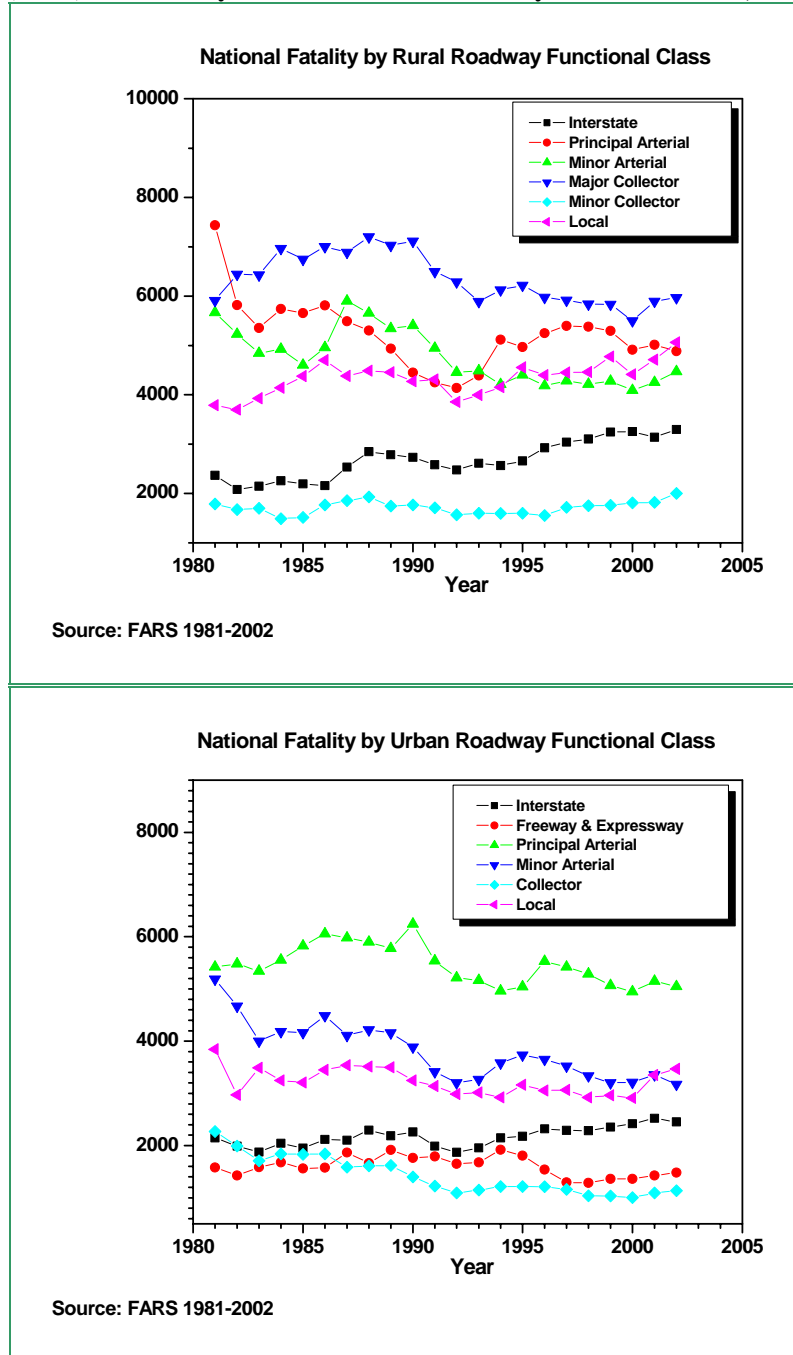 National Fatality by Rural Roadway Functional Class
10000
8000
6000
4000
2000
Interstate
Principal Arterial
Minor Arterial
Major Collector
Minor Collector
Local
1980 1985 1990 1995 2000 2005
Year
Source: FARS 1981-2002
National Fatality by Urban Roadway Functional Class
8000
6000
4000
2000
Interstate
Freeway & Expressway
Principal Arterial
Minor Arterial
Collector
Local
1980 1985 1990 1995 2000 2005
Year
Source: FARS 1981-2002